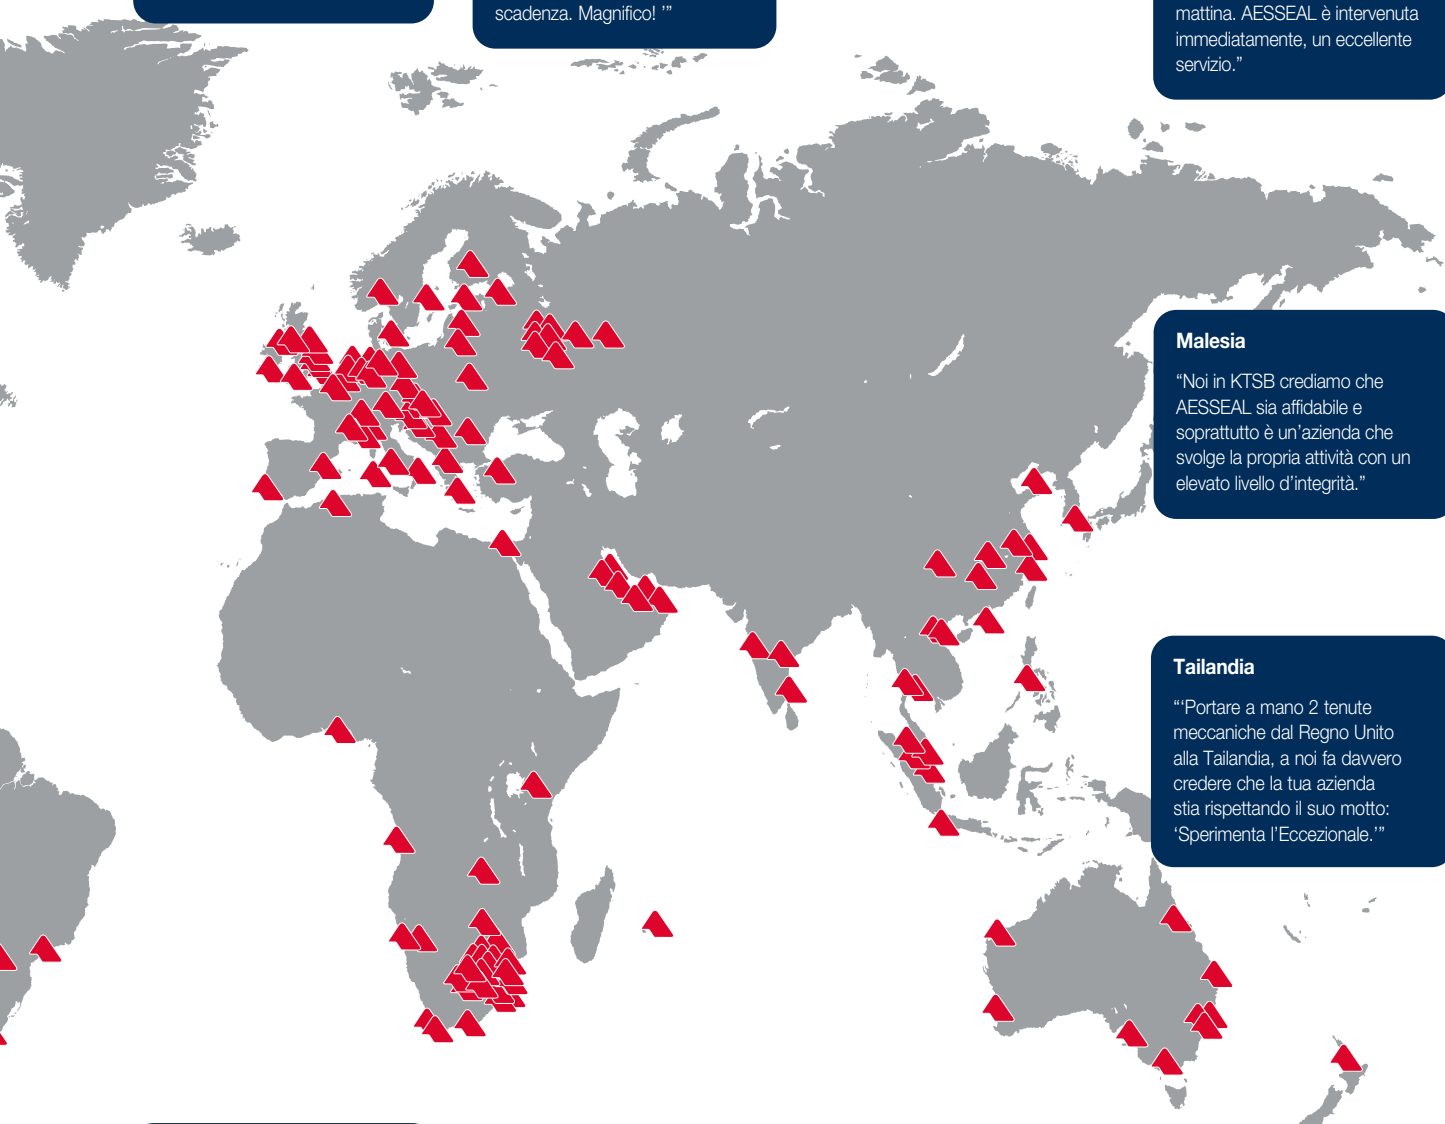 scadenza. Magnifico! ’”
mattina. AESSEAL è intervenuta
immediatamente, un eccellente
servizio.”
Malesia
“Noi in KTSB crediamo che
AESSEAL sia affidabile e
soprattutto è un’azienda che
svolge la propria attività con un
elevato livello d’integrità.”
Tailandia
“‘Portare a mano 2 tenute
meccaniche dal Regno Unito
alla Tailandia, a noi fa davvero
credere che la tua azienda
stia rispettando il suo motto:
‘Sperimenta l’Eccezionale.’”